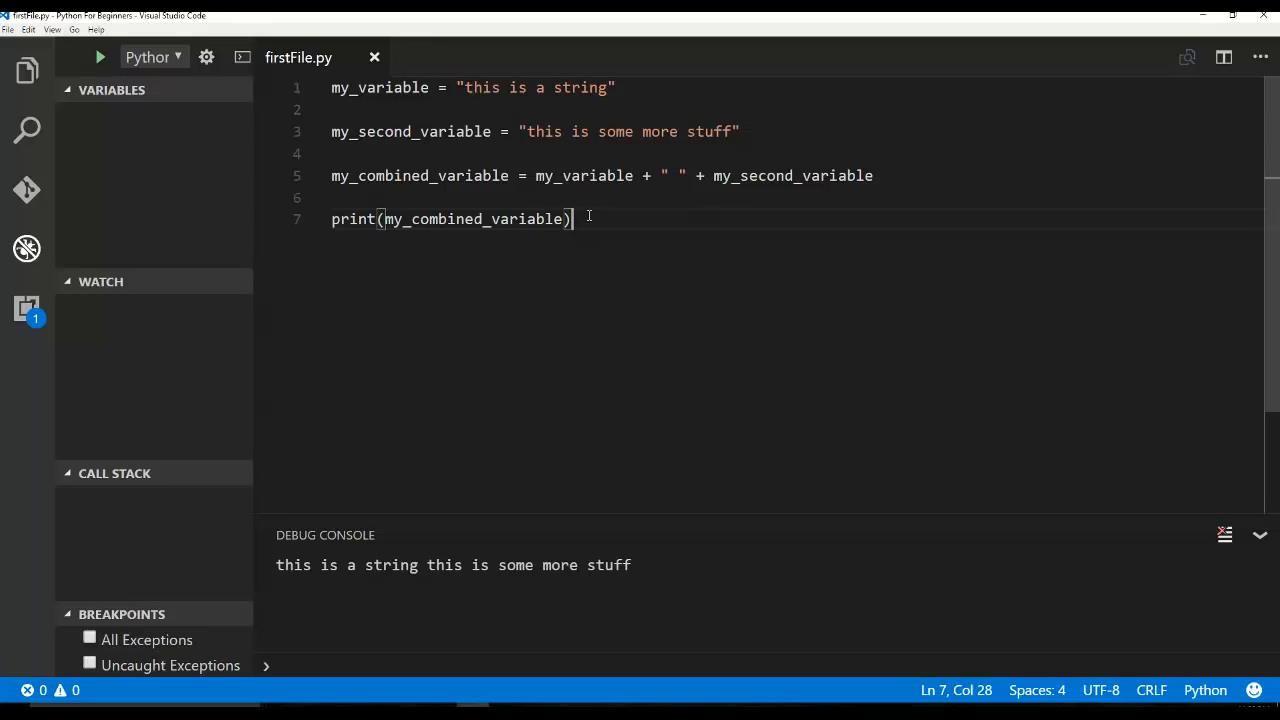 firstFile.py - Python For Beginners - Visual Studio Code
File Edit View Go Help
Python
firstFile.py
VARIABLES
WATCH
CALL STACK
BREAKPOINTS
All Exceptions
Uncaught Exceptions
1
1 my_variable = "this is a string"
2
3 my_second_variable = "this is some more stuff"
4
5 my_combined_variable = my_variable + " " + my_second_variable
6
7 print(my_combined_variable)
DEBUG CONSOLE
this is a string this is some more stuff
0 0
Ln 7, Col 28 Spaces: 4 UTF-8 CRLF Python